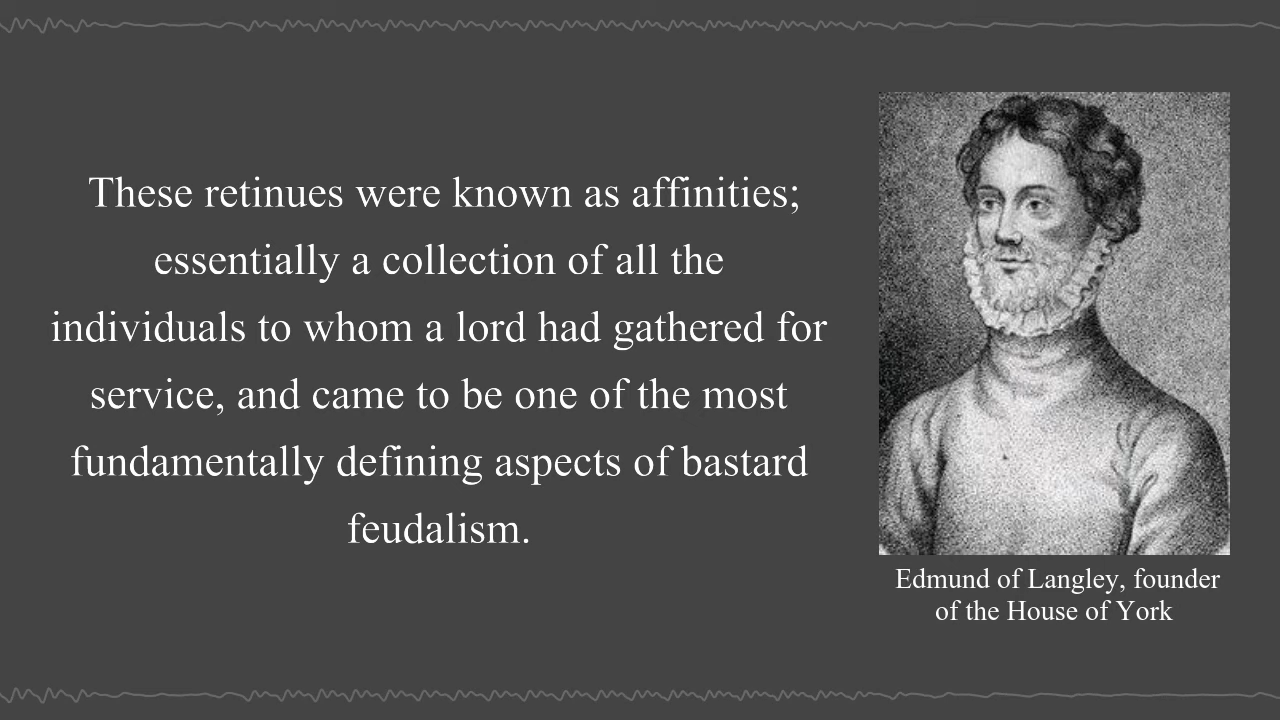 These retinues were known as affinities;
essentially a collection of all the
individuals to whom a lord had gathered for
service, and came to be one of the most
fundamentally defining aspects of bastard
feudalism.
Edmund of Langley, founder
of the House of York